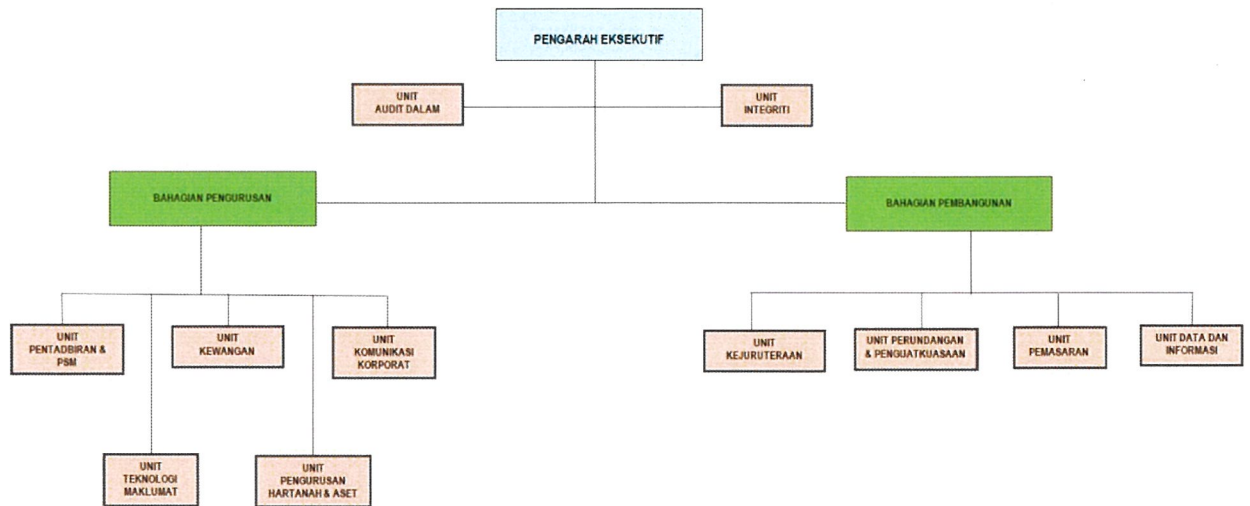 PENGARAH EKSEKUTIF
UNIT
AUDIT DALAM
UNIT
INTEGRITI
BAHAGIAN PENGURUSAN
BAHAGIAN PEMBANGUNAN
UNIT
PENTADBIRAN &
PSM
UNIT
KEWANGAN
UNIT
KOMUNIKASI
KORPORAT
UNIT
KEJURUTERAAN
UNIT PERUNDANGAN
& PENGUATKUASAAN
UNIT
PEMASARAN
UNIT DATA DAN
INFORMASI
UNIT
TEKNOLOGI
MAKLUMAT
UNIT
PENGURUSAN
HARTANAH & ASET